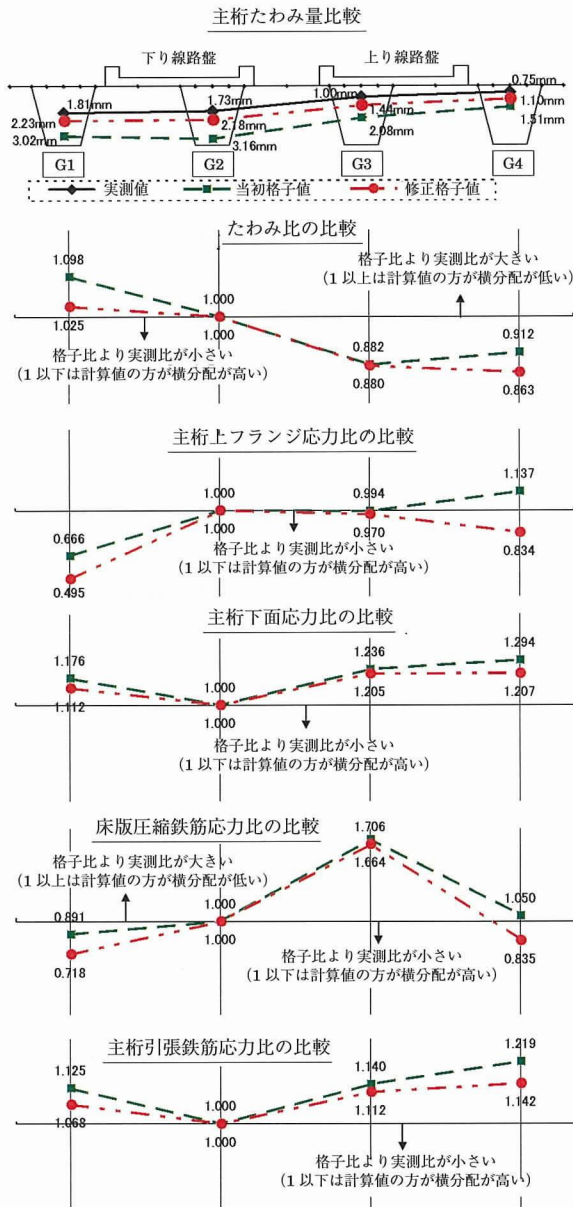 主桁たわみ量比較
下り線路盤
上り線路盤
1.81mm
1.73mm
1.00mm
0.75mm
2.23mm
2.18mm
1.44mm
1.10mm
3.02mm
3.16mm
2.08mm
1.51mm
G1
G2
G3
G4
実測値
当初格子値
修正格子値
たわみ比の比較
格子比より実測比が大きい
(1以上は計算値の方が横分配が低い)
1.098
1.000
1.025
1.000
0.882
0.912
0.880
0.863
格子比より実測比が小さい
(1以下は計算値の方が横分配が高い)
主桁上フランジ応力比の比較
1.137
1.000
0.994
0.666
1.000
0.970
0.834
0.495
格子比より実測比が小さい
(1以下は計算値の方が横分配が高い)
主桁下面応力比の比較
1.176
1.000
1.236
1.294
1.112
1.000
1.205
1.207
格子比より実測比が小さい
(1以下は計算値の方が横分配が高い)
床版圧縮鉄筋応力比の比較
格子比より実測比が大きい
(1以上は計算値の方が横分配が低い)
1.706
1.664
0.891
1.000
1.050
0.718
1.000
0.835
格子比より実測比が小さい
(1以下は計算値の方が横分配が高い)
主桁引張鉄筋応力比の比較
1.125
1.000
1.140
1.219
1.068
1.000
1.112
1.142
格子比より実測比が小さい
(1以下は計算値の方が横分配が高い)